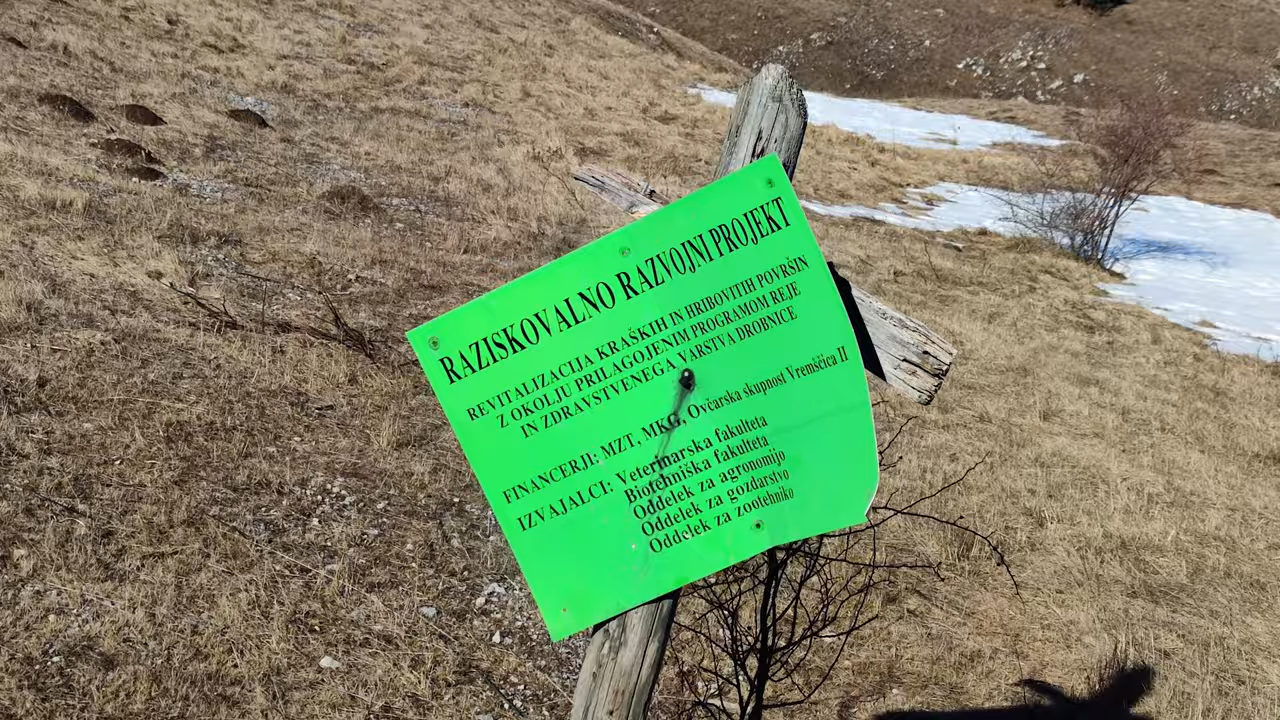 RAZISKOVALNO RAZVOJNI PROJEKT
REVITALIZACIJA KRAŠKIH IN HRIBOVITIH POVRŠIN
Z OKOLJU PRILAGOJENIM PROGRAMOM REJE
IN ZDRAVSTVENEGA VARSTVA DROBNICE
FINANCERJI: MZT, MKG, Ovčarska skupnost Vremščica II
IZVAJALCI: Veterinarska fakulteta
Biotehniška fakulteta
Oddelek za agronomijo
Oddelek za gozdarstvo
Oddelek za zootehniko